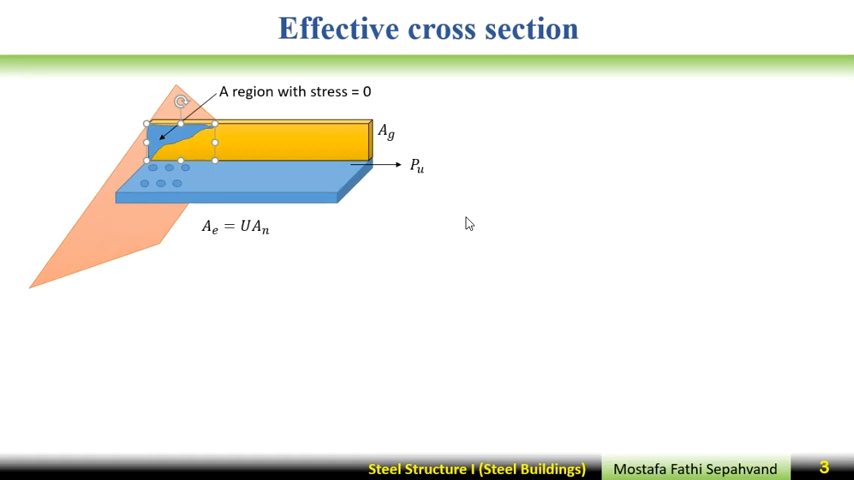 Effective cross section
A region with stress = 0
A_g
P_u
A_e = UA_n
Steel Structure I (Steel Buildings)
Mostafa Fathi Sepahvand
3